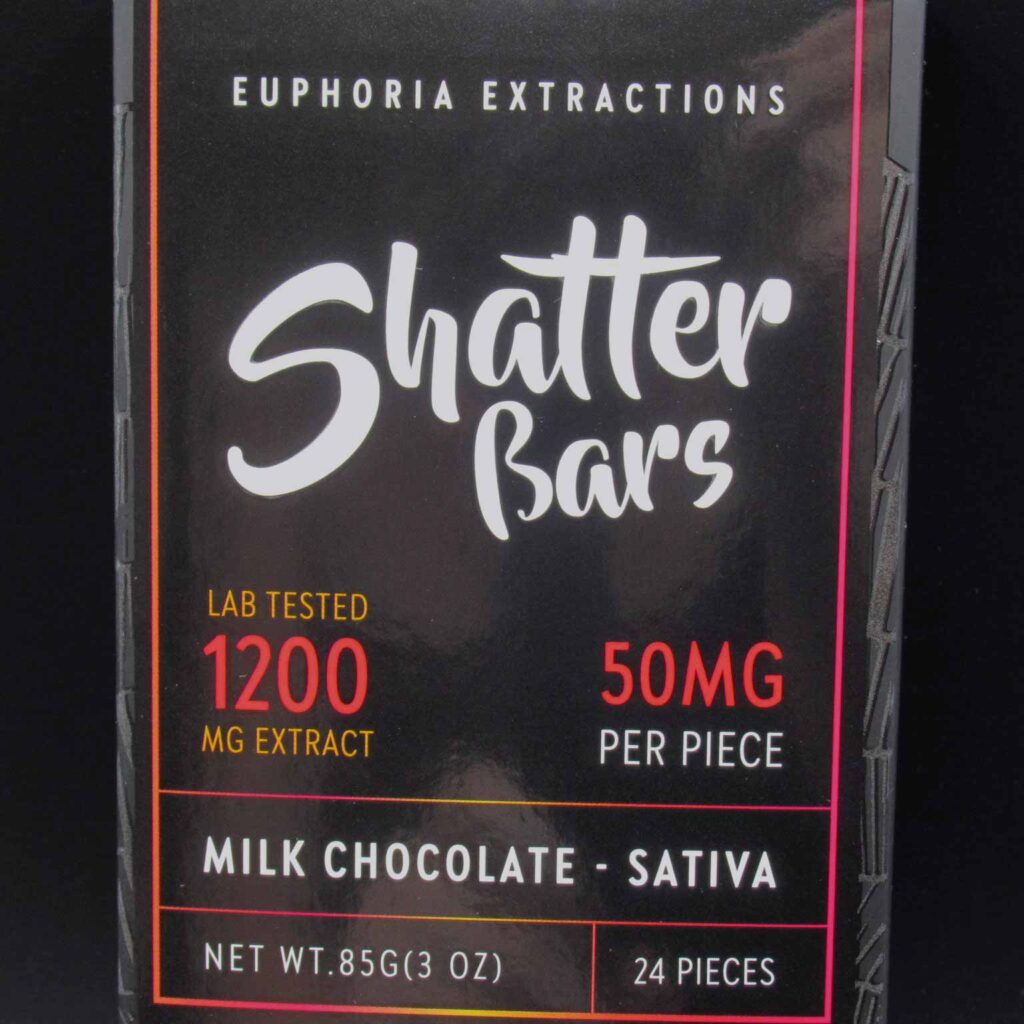 EUPHORIA EXTRACTIONS
Shatter
Bars
LAB TESTED
1200
MG EXTRACT
50MG
PER PIECE
MILK CHOCOLATE - SATIVA
NET WT.85G(3 OZ)
24 PIECES